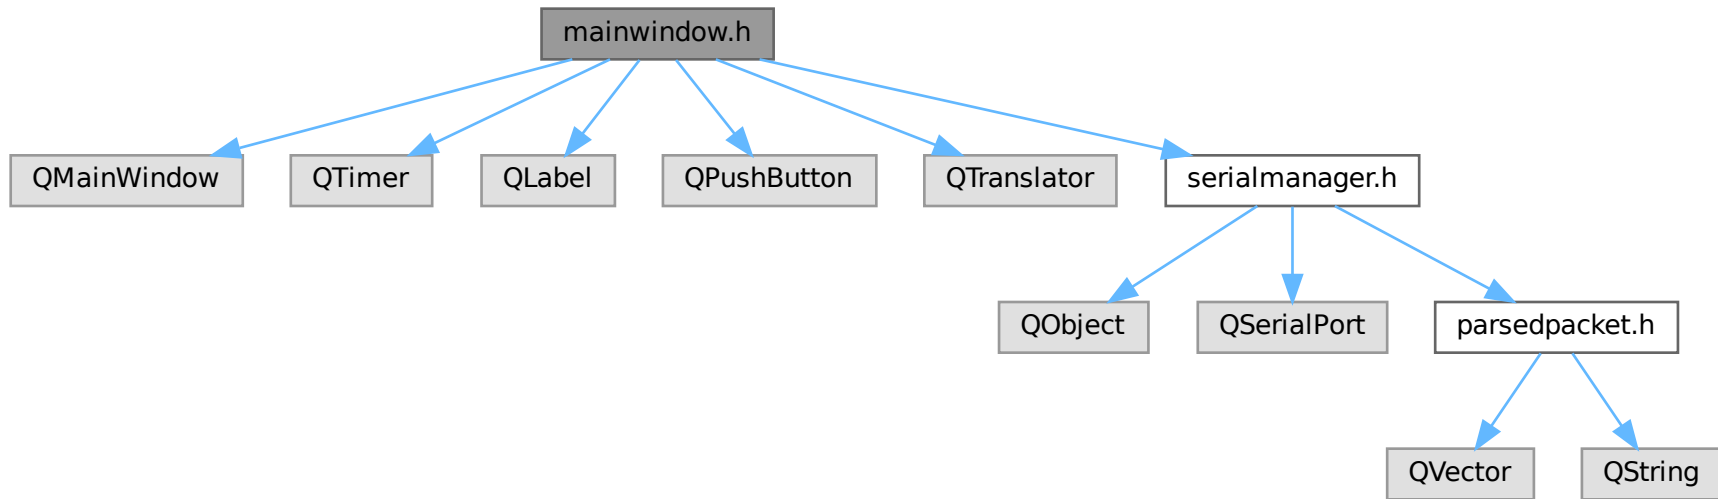 mainwindow.h
QMainWindow
QTimer
QLabel
QPushButton
QTranslator
serialmanager.h
QObject
QSerialPort
parsedpacket.h
QVector
QString